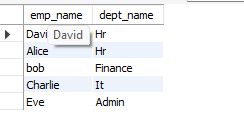 emp_name dept_name
Davi David Hr
Alice Hr
bob Finance
Charlie It
Eve Admin